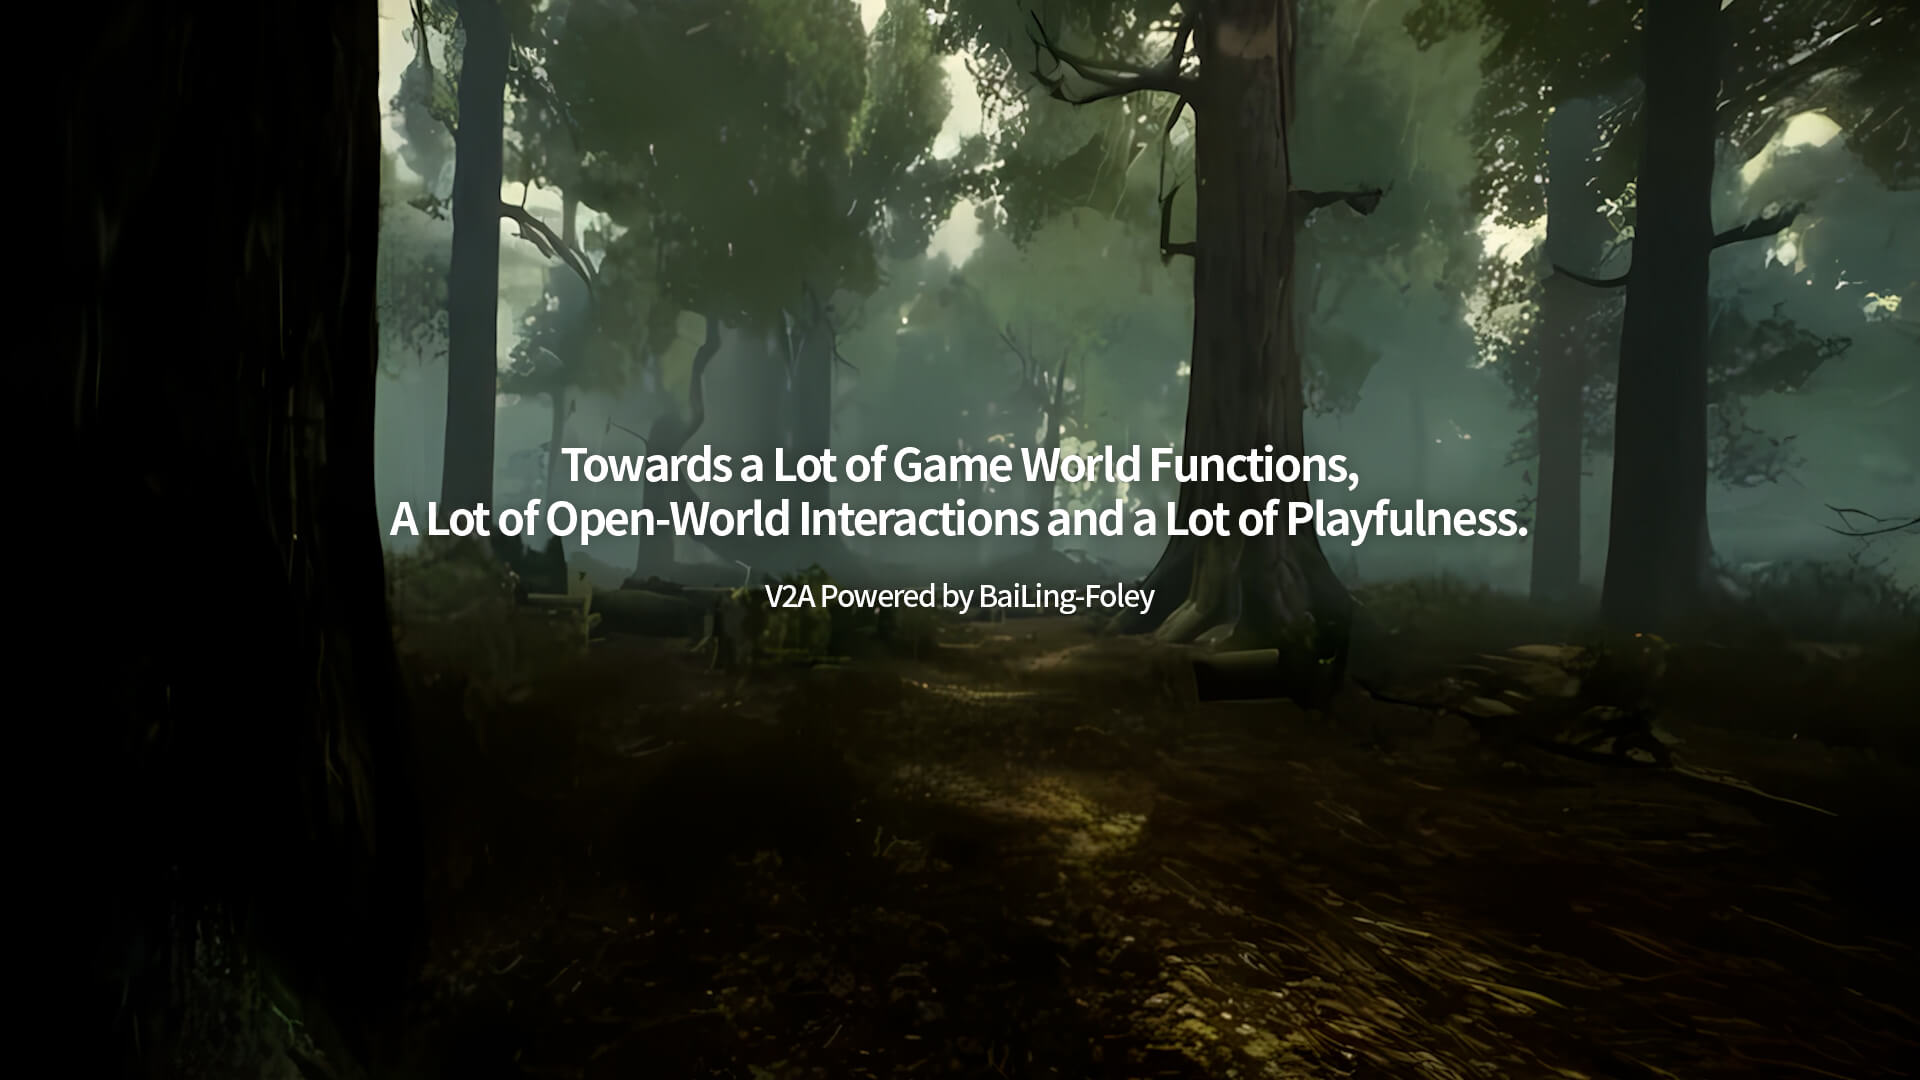 Towards a Lot of Game World Functions,
A Lot of Open-World Interactions and a Lot of Playfulness.
V2A Powered by BaiLing-Foley